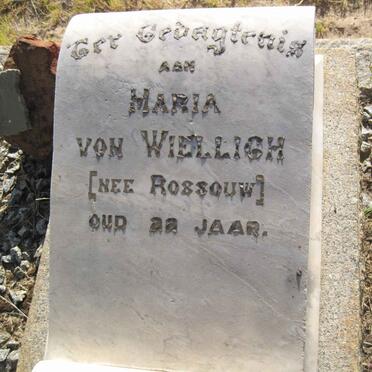 Ter Gedagtenis
AAN
MARIA
VON WIELLIGH
[NEE ROSSOUW]
OUD 22 JAAR.